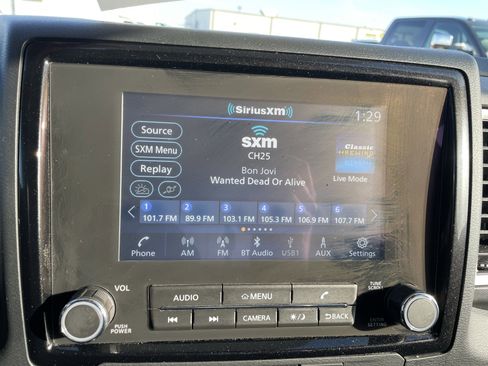 SiriusXM
1:29
Source
SXM Menu
Replay
sxm
CH25
Bon Jovi
Wanted Dead Or Alive
Classic
REWIND
Live Mode
1 2 3 4 5 6
101.7 FM 89.9 FM 103.1 FM 105.3 FM 106.9 FM 107.7 FM
Phone AM FM BT Audio USB1 AUX Settings
VOL
PUSH
POWER
AUDIO MENU
CAMERA BACK
TUNE
SCROLL
ENTER
SETTING